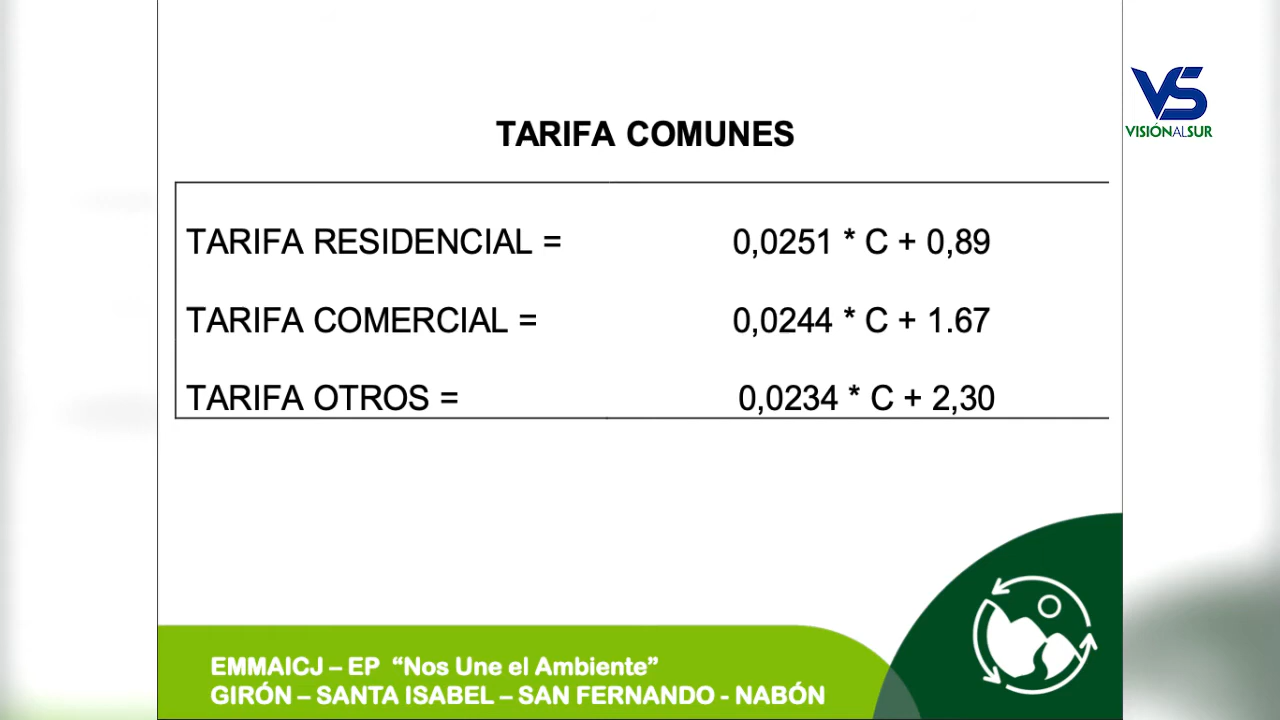 VS
VISIÓNALSUR
TARIFA COMUNES
TARIFA RESIDENCIAL = 0,0251 * C + 0,89
TARIFA COMERCIAL = 0,0244 * C + 1.67
TARIFA OTROS = 0,0234 * C + 2,30
EMMAICJ – EP “Nos Une el Ambiente”
GIRÓN – SANTA ISABEL – SAN FERNANDO - NABÓN